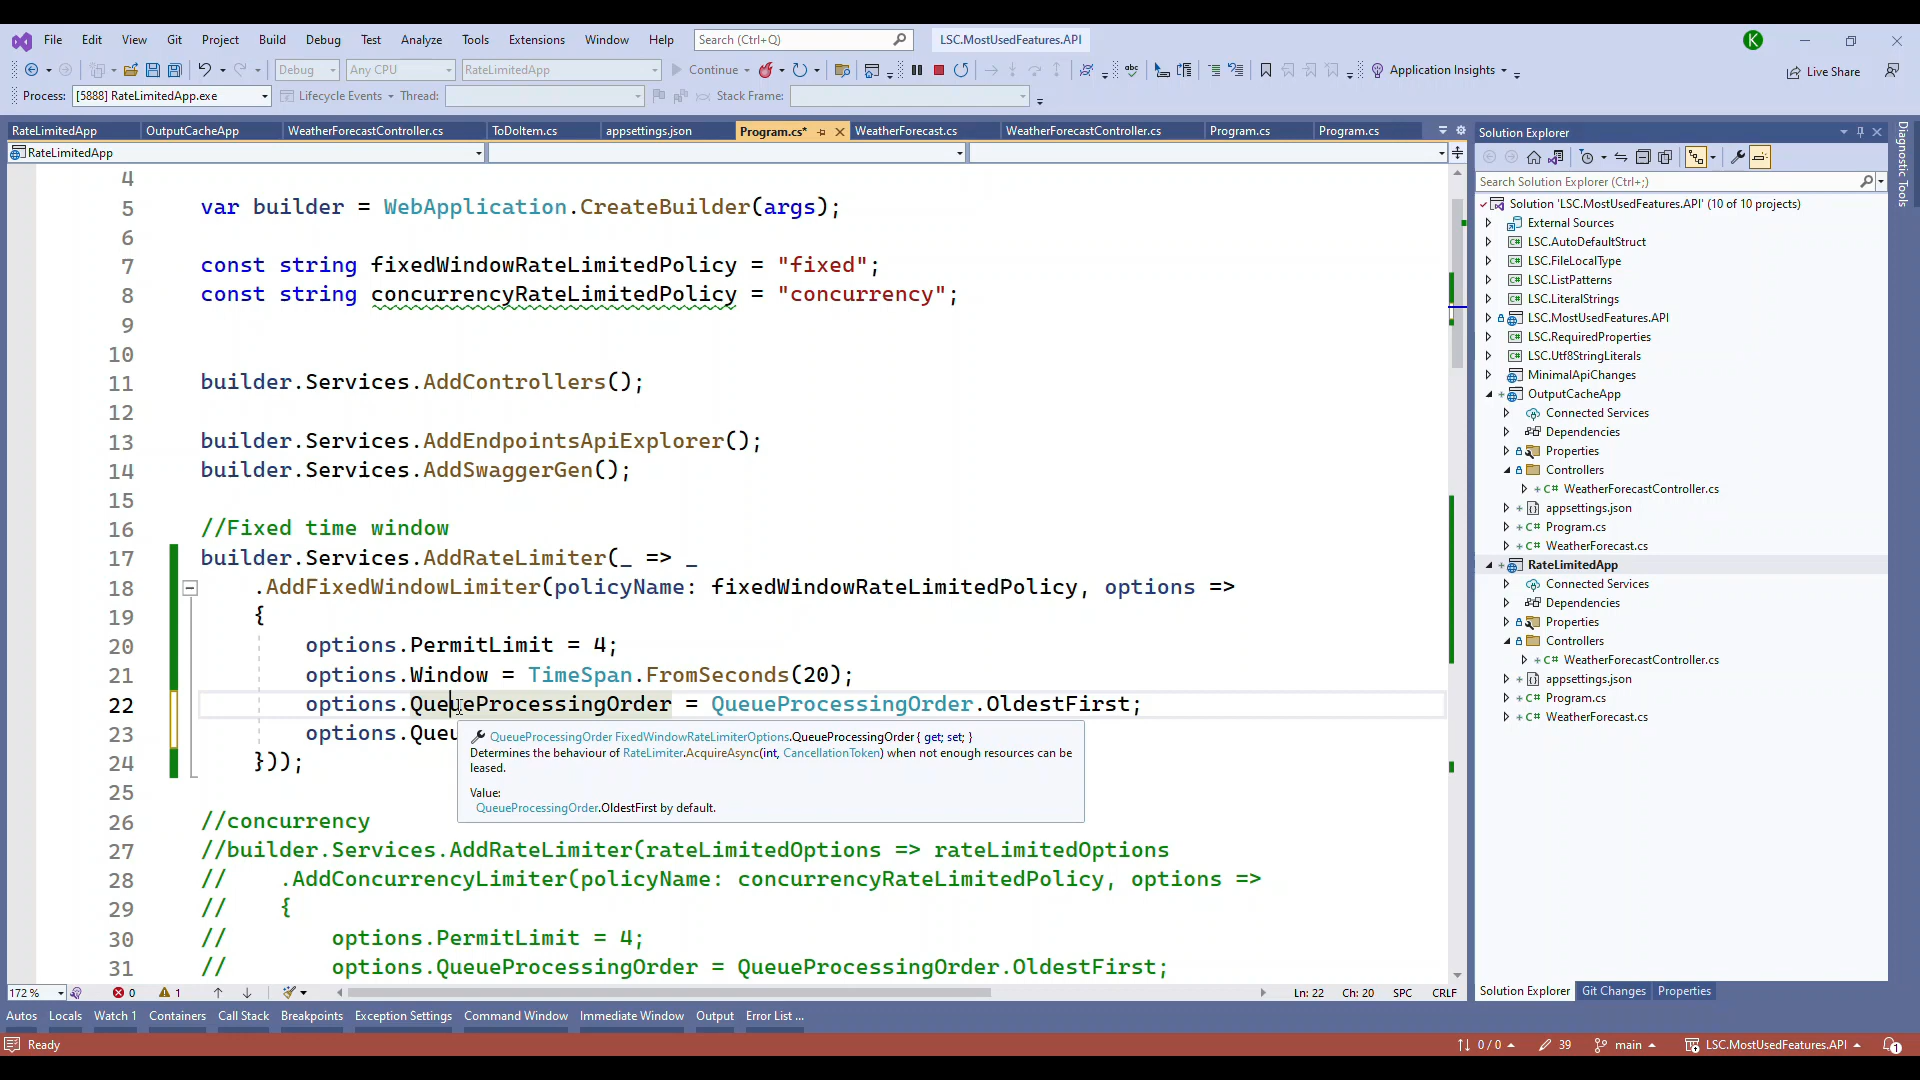 File Edit View Git Project Build Debug Test Analyze Tools Extensions Window Help Search (Ctrl+Q) LSC.MostUsedFeatures.API K
Debug Any CPU RateLimitedApp Continue Application Insights Live Share
Process: [5888] RateLimitedApp.exe Lifecycle Events Thread: Stack Frame:
RateLimitedApp OutputCacheApp WeatherForecastController.cs ToDoItem.cs appsettings.json Program.cs* WeatherForecast.cs WeatherForecastController.cs Program.cs Program.cs
RateLimitedApp
4
5 var builder = WebApplication.CreateBuilder(args);
6
7 const string fixedWindowRateLimitedPolicy = "fixed";
8 const string concurrencyRateLimitedPolicy = "concurrency";
9
10
11 builder.Services.AddControllers();
12
13 builder.Services.AddEndpointsApiExplorer();
14 builder.Services.AddSwaggerGen();
15
16 //Fixed time window
17 builder.Services.AddRateLimiter(_ => _
18 .AddFixedWindowLimiter(policyName: fixedWindowRateLimitedPolicy, options =>
19 {
20 options.PermitLimit = 4;
21 options.Window = TimeSpan.FromSeconds(20);
22 options.QueueProcessingOrder = QueueProcessingOrder.OldestFirst;
23 options.Queu
24 }));
25
26 //concurrency
27 //builder.Services.AddRateLimiter(rateLimitedOptions => rateLimitedOptions
28 // .AddConcurrencyLimiter(policyName: concurrencyRateLimitedPolicy, options =>
29 // {
30 // options.PermitLimit = 4;
31 // options.QueueProcessingOrder = QueueProcessingOrder.OldestFirst;
QueueProcessingOrder FixedWindowRateLimiterOptions.QueueProcessingOrder { get; set; }
Determines the behaviour of RateLimiter.AcquireAsync(int, CancellationToken) when not enough resources can be
leased.
Value:
QueueProcessingOrder.OldestFirst by default.
172 % 0 1 Ln: 22 Ch: 20 SPC CRLF
Solution Explorer
Search Solution Explorer (Ctrl+;)
Solution 'LSC.MostUsedFeatures.API' (10 of 10 projects)
External Sources
LSC.AutoDefaultStruct
LSC.FileLocalType
LSC.ListPatterns
LSC.LiteralStrings
LSC.MostUsedFeatures.API
LSC.RequiredProperties
LSC.Utf8StringLiterals
MinimalApiChanges
OutputCacheApp
Connected Services
Dependencies
Properties
Controllers
C# WeatherForecastController.cs
appsettings.json
C# Program.cs
C# WeatherForecast.cs
RateLimitedApp
Connected Services
Dependencies
Properties
Controllers
C# WeatherForecastController.cs
appsettings.json
C# Program.cs
C# WeatherForecast.cs
Solution Explorer Git Changes Properties
Diagnostic Tools
Autos Locals Watch 1 Containers Call Stack Breakpoints Exception Settings Command Window Immediate Window Output Error List ...
Ready 0 / 0 39 main LSC.MostUsedFeatures.API 1